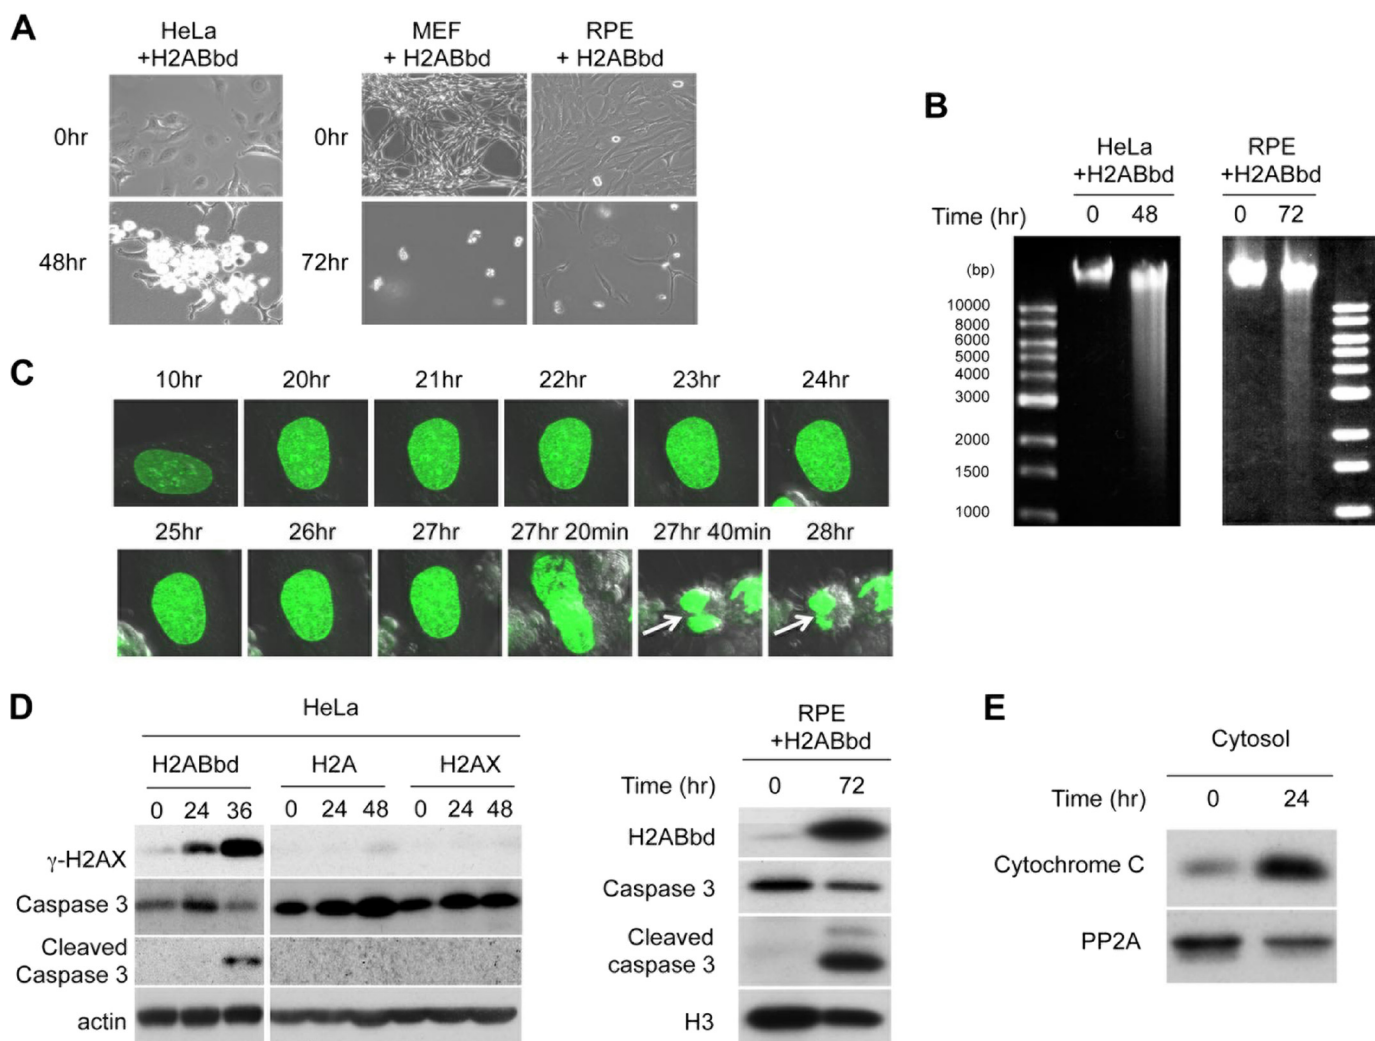 A
HeLa
+H2ABbd
MEF
+ H2ABbd
RPE
+ H2ABbd
0hr
0hr
48hr
72hr
B
HeLa
+H2ABbd
RPE
+H2ABbd
Time (hr) 0 48 0 72
(bp)
10000
8000
6000
5000
4000
3000
2000
1500
1000
C
10hr 20hr 21hr 22hr 23hr 24hr
25hr 26hr 27hr 27hr 20min 27hr 40min 28hr
D
HeLa
H2ABbd H2A H2AX
0 24 36 0 24 48 0 24 48
γ-H2AX
Caspase 3
Cleaved
Caspase 3
actin
RPE
+H2ABbd
Time (hr) 0 72
H2ABbd
Caspase 3
Cleaved
caspase 3
H3
E
Cytosol
Time (hr) 0 24
Cytochrome C
PP2A